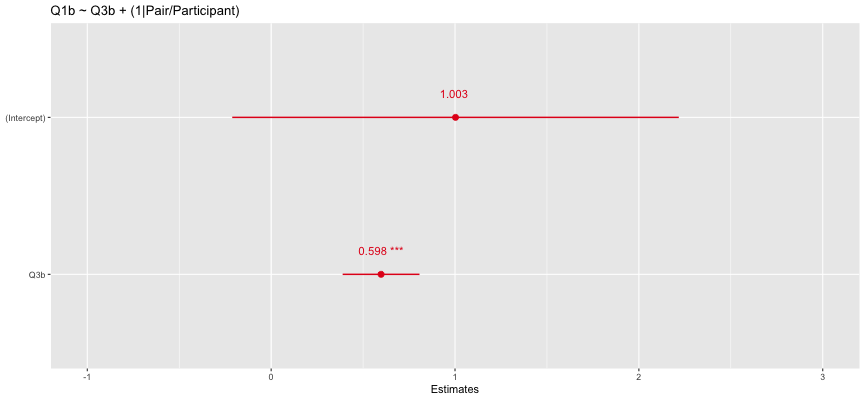 Q1b ~ Q3b + (1|Pair/Participant)
1.003
(Intercept)
0.598 ***
Q3b
-1 0 1 2 3
Estimates